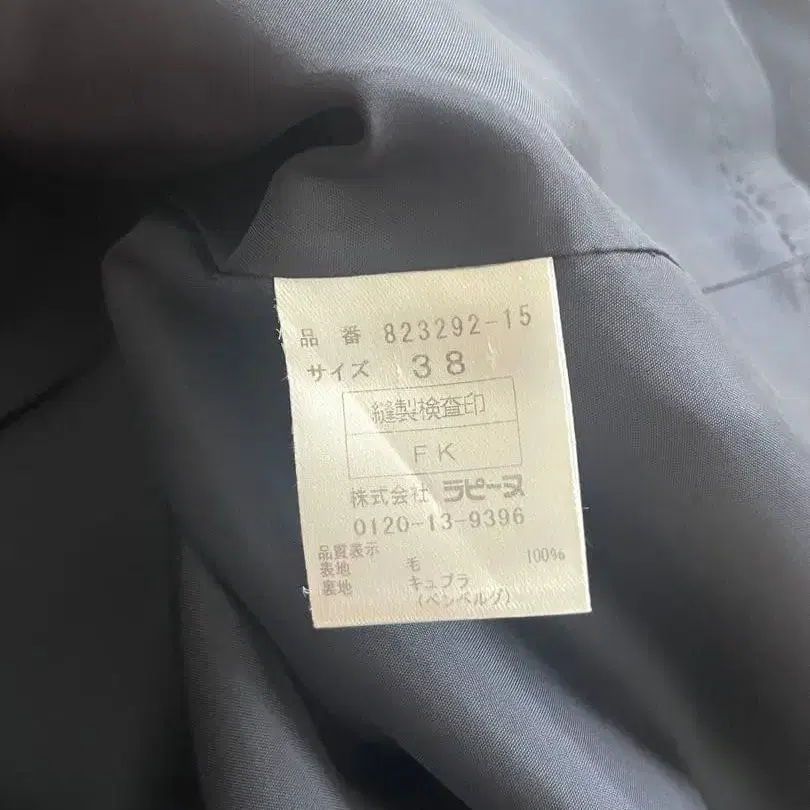 品番 823292-15
サイズ 38
縫製検査印
FK
株式会社 ラピーヌ
0120-13-9396
品質表示
表地 毛 100%
裏地 キュプラ
(ベンベルグ)